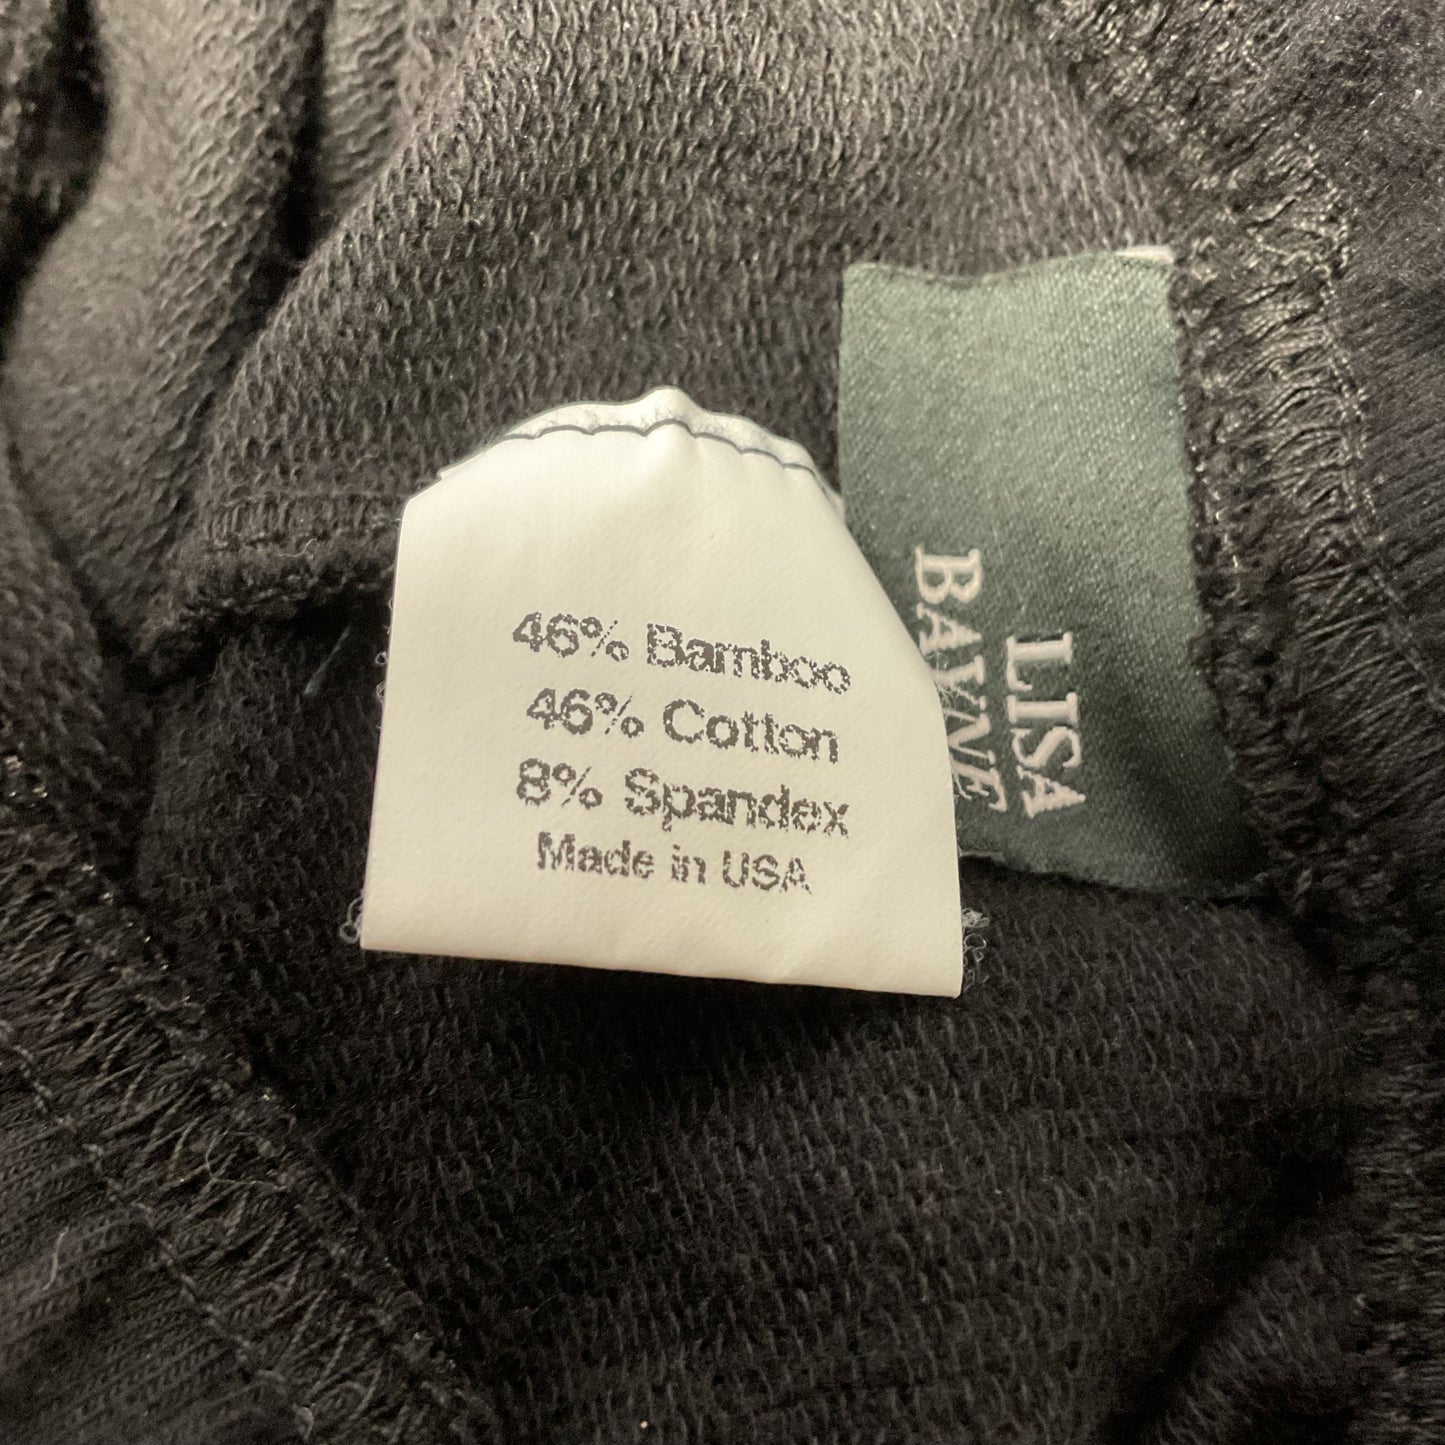 46% Bamboo
46% Cotton
8% Spandex
Made in USA
LISA
BAYNE